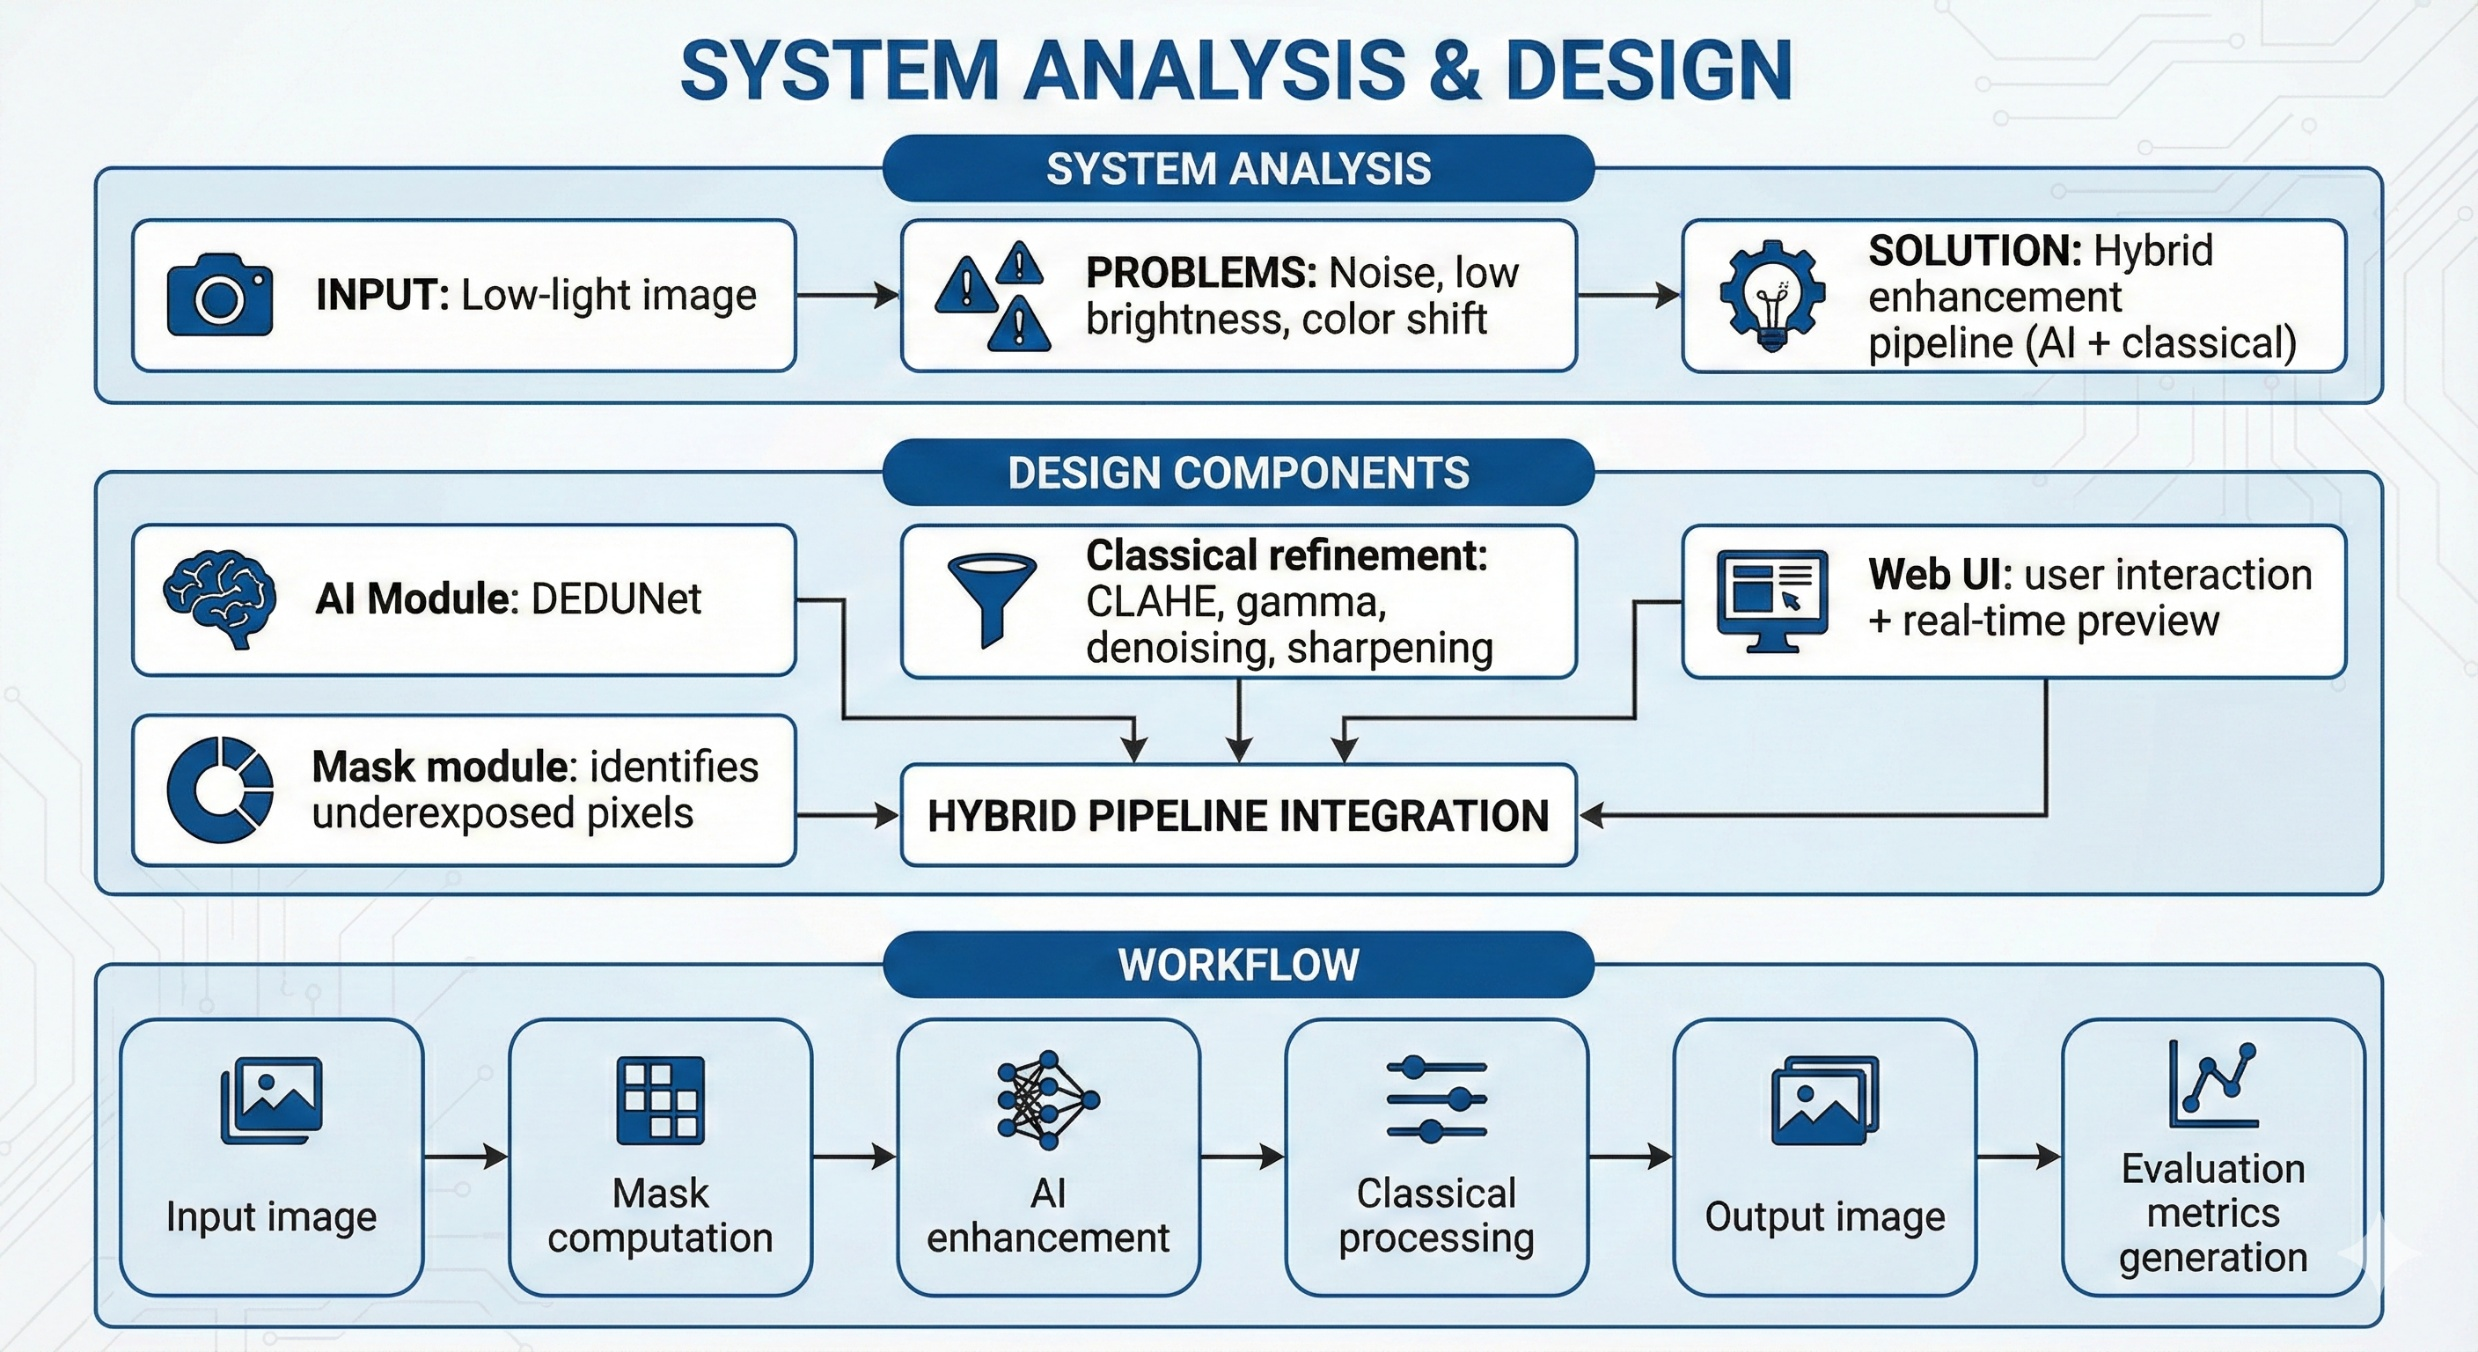 SYSTEM ANALYSIS & DESIGN
SYSTEM ANALYSIS
INPUT: Low-light image
PROBLEMS: Noise, low
brightness, color shift
SOLUTION: Hybrid
enhancement
pipeline (AI + classical)
DESIGN COMPONENTS
AI Module: DEDUNet
Classical refinement:
CLAHE, gamma,
denoising, sharpening
Web UI: user interaction
+ real-time preview
Mask module: identifies
underexposed pixels
HYBRID PIPELINE INTEGRATION
WORKFLOW
Input image
Mask
computation
AI
enhancement
Classical
processing
Output image
Evaluation
metrics
generation